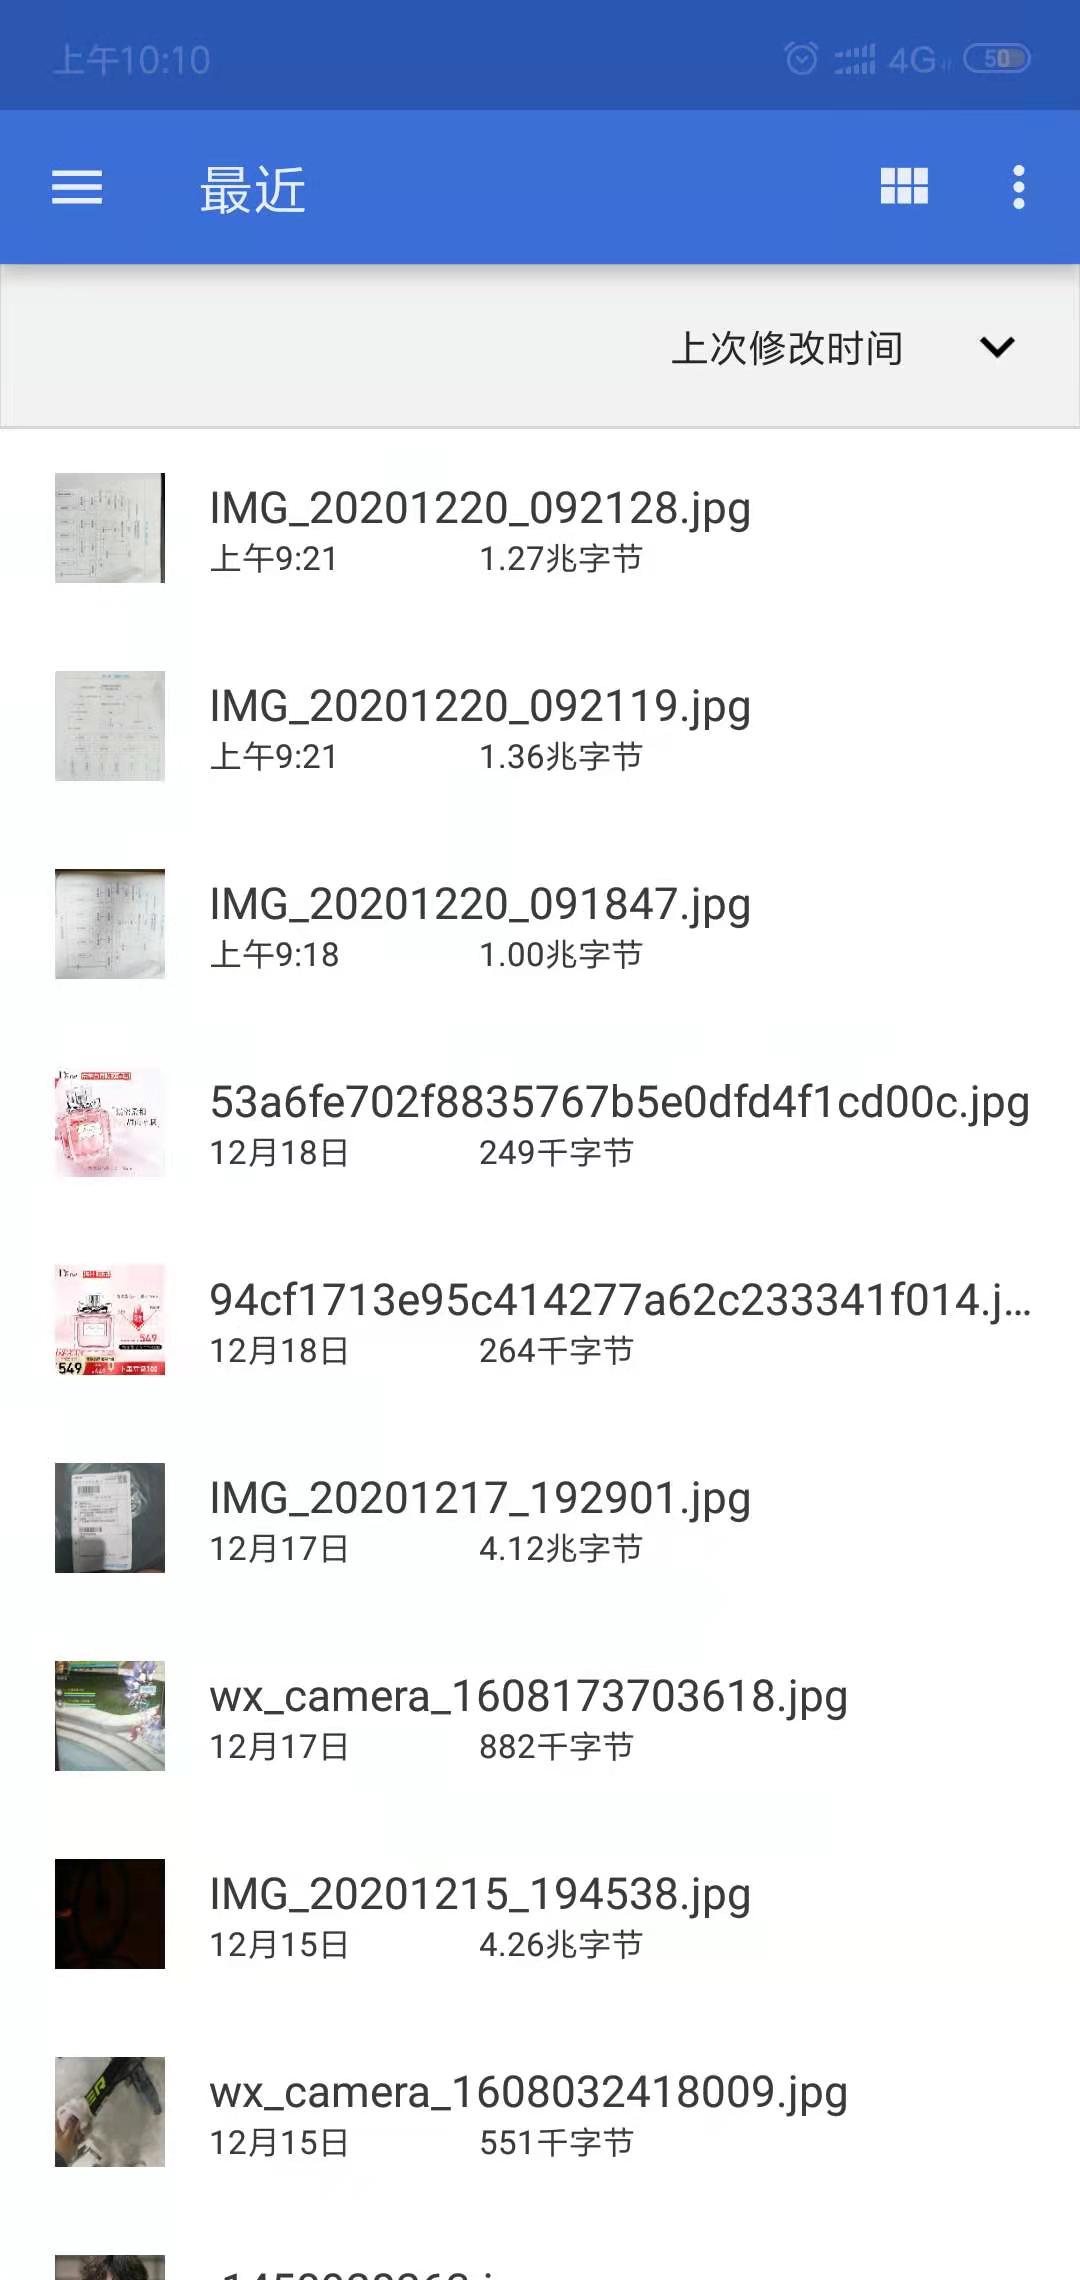 上午10:10
4G
50
最近
上次修改时间
IMG_20201220_092128.jpg
上午9:21 1.27兆字节
IMG_20201220_092119.jpg
上午9:21 1.36兆字节
IMG_20201220_091847.jpg
上午9:18 1.00兆字节
53a6fe702f8835767b5e0dfd4f1cd00c.jpg
12月18日 249千字节
94cf1713e95c414277a62c233341f014.j...
12月18日 264千字节
549
549
IMG_20201217_192901.jpg
12月17日 4.12兆字节
wx_camera_1608173703618.jpg
12月17日 882千字节
IMG_20201215_194538.jpg
12月15日 4.26兆字节
wx_camera_1608032418009.jpg
12月15日 551千字节